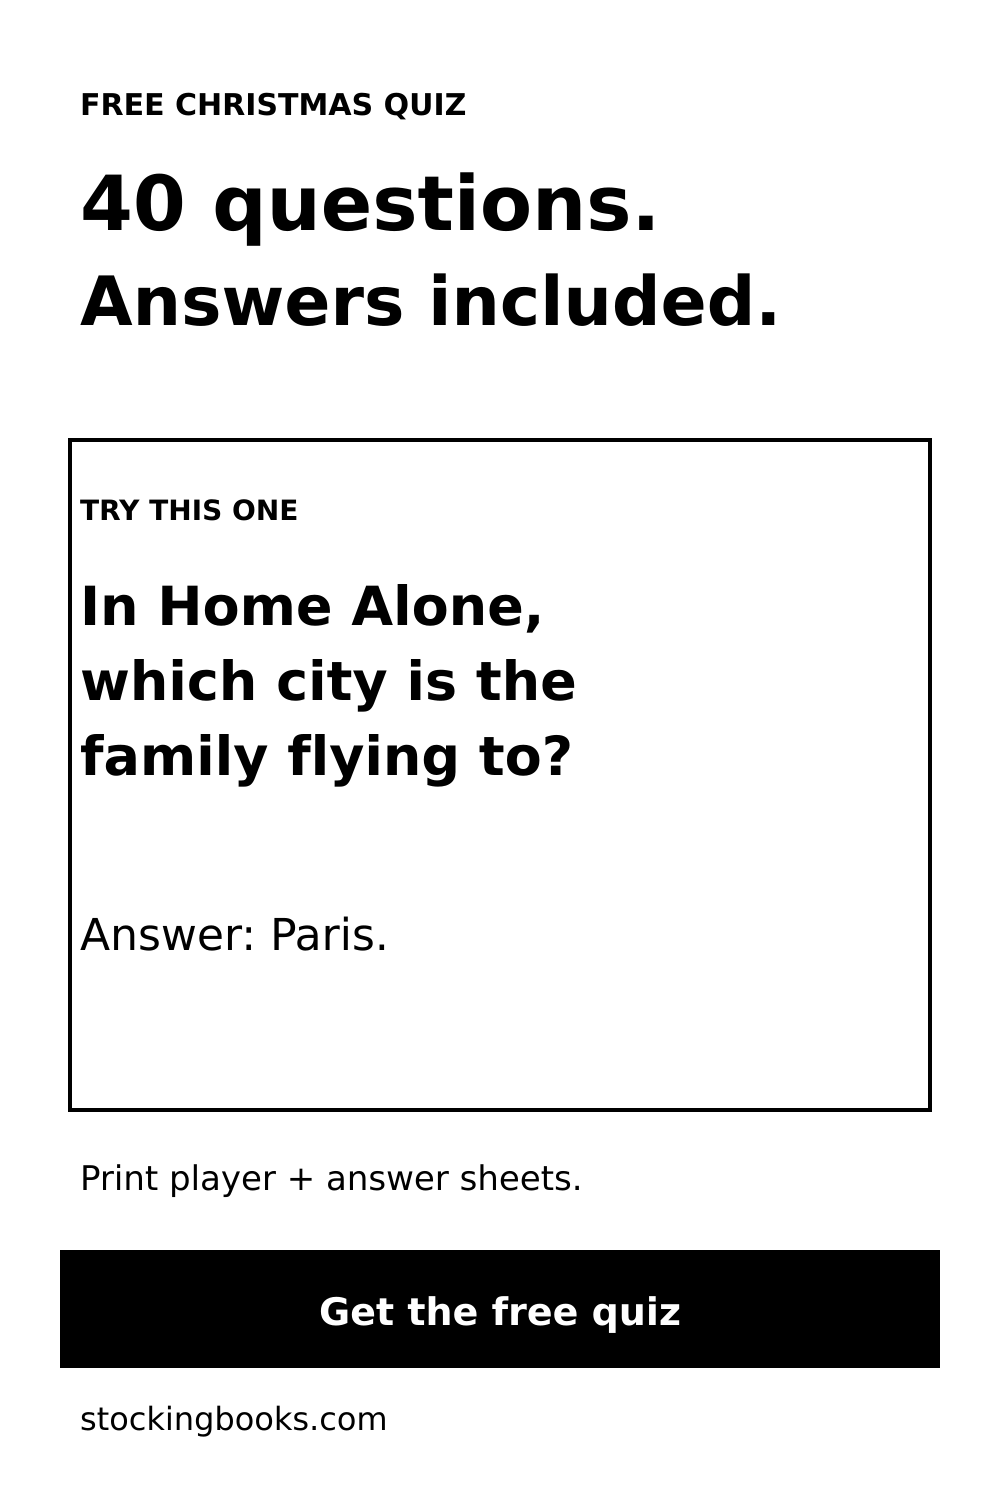 FREE CHRISTMAS QUIZ
40 questions.
Answers included.
TRY THIS ONE
In Home Alone,
which city is the
family flying to?
Answer: Paris.
Print player + answer sheets.
Get the free quiz
stockingbooks.com